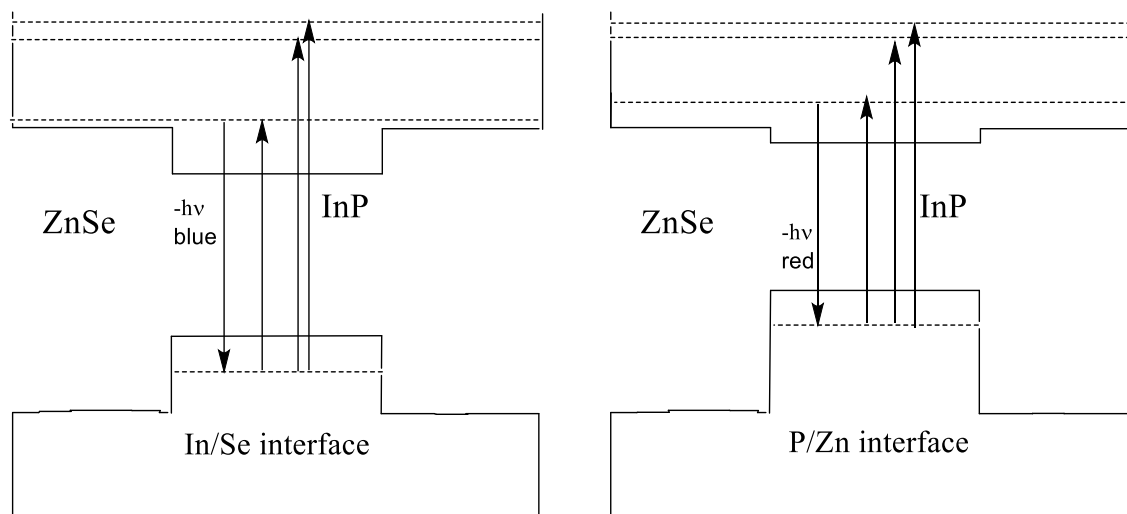 ZnSe
-hν
blue
InP
In/Se interface
ZnSe
-hν
red
InP
P/Zn interface